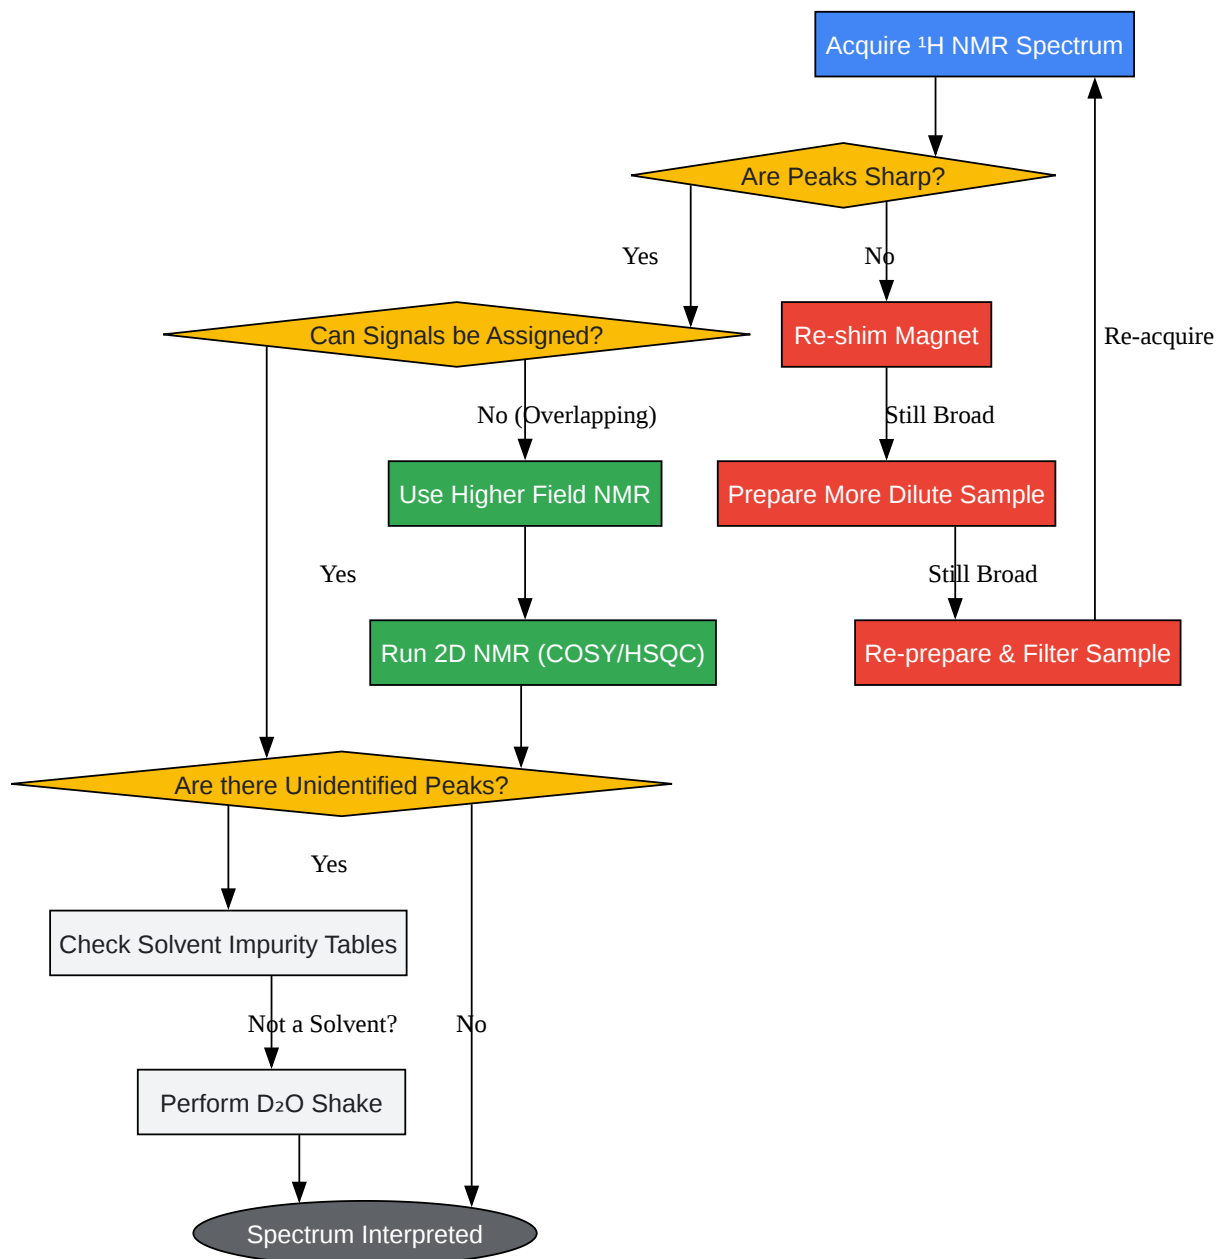 Acquire ¹H NMR Spectrum
Are Peaks Sharp?
Yes
No
Can Signals be Assigned?
Re-shim Magnet
Re-acquire
No (Overlapping)
Still Broad
Use Higher Field NMR
Prepare More Dilute Sample
Yes
Still Broad
Run 2D NMR (COSY/HSQC)
Re-prepare & Filter Sample
Are there Unidentified Peaks?
Yes
Check Solvent Impurity Tables
Not a Solvent?
No
Perform D₂O Shake
Spectrum Interpreted